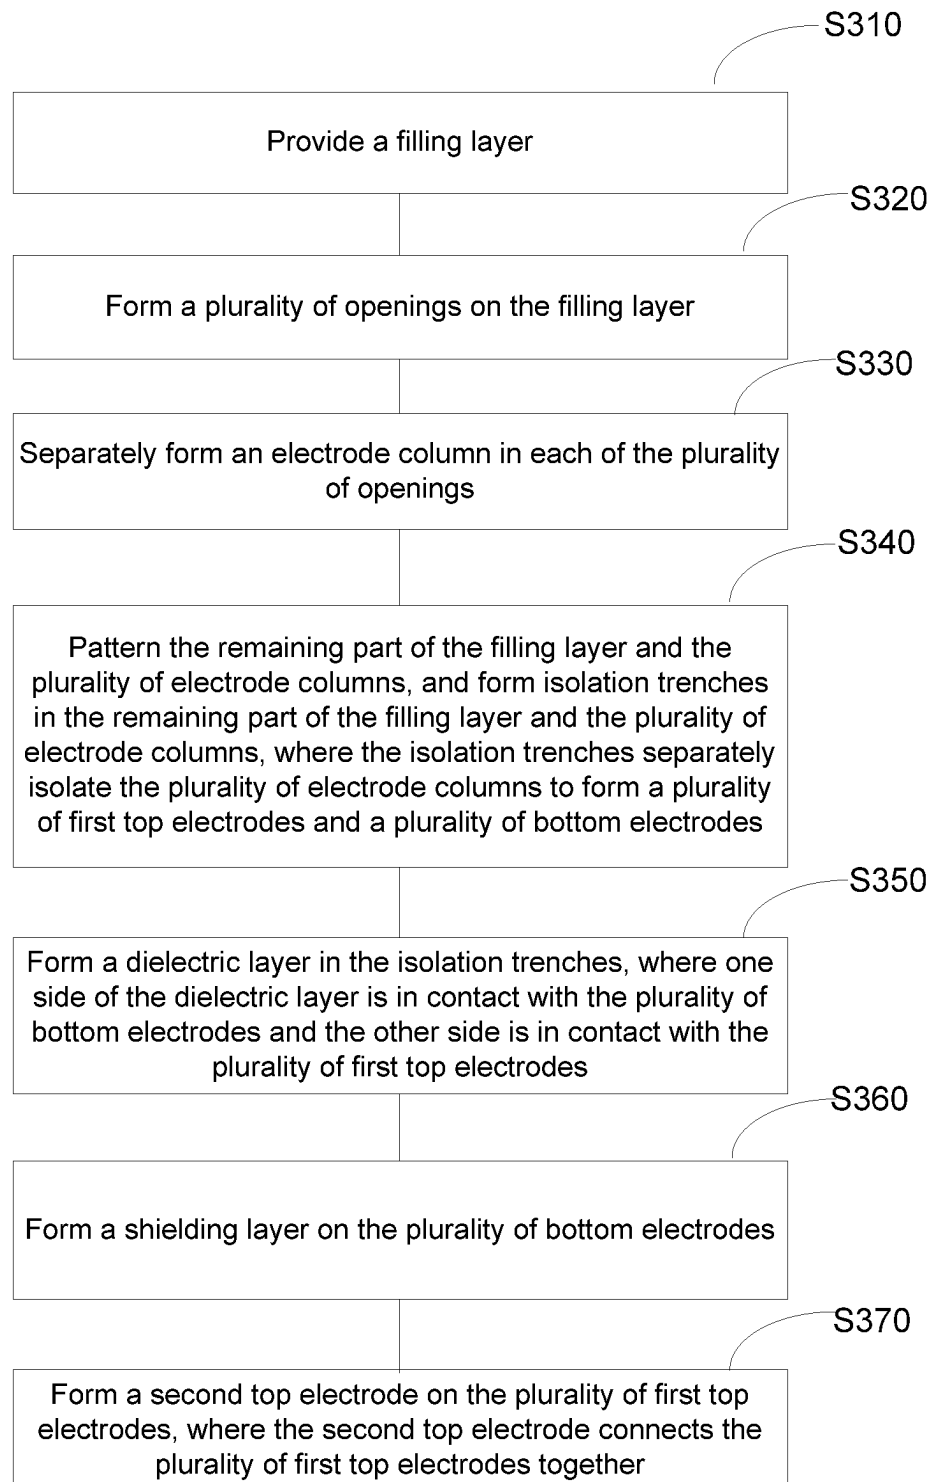 S310
Provide a filling layer
S320
Form a plurality of openings on the filling layer
S330
Separately form an electrode column in each of the plurality
of openings
S340
Pattern the remaining part of the filling layer and the
plurality of electrode columns, and form isolation trenches
in the remaining part of the filling layer and the plurality of
electrode columns, where the isolation trenches separately
isolate the plurality of electrode columns to form a plurality
of first top electrodes and a plurality of bottom electrodes
S350
Form a dielectric layer in the isolation trenches, where one
side of the dielectric layer is in contact with the plurality of
bottom electrodes and the other side is in contact with the
plurality of first top electrodes
S360
Form a shielding layer on the plurality of bottom electrodes
S370
Form a second top electrode on the plurality of first top
electrodes, where the second top electrode connects the
plurality of first top electrodes together